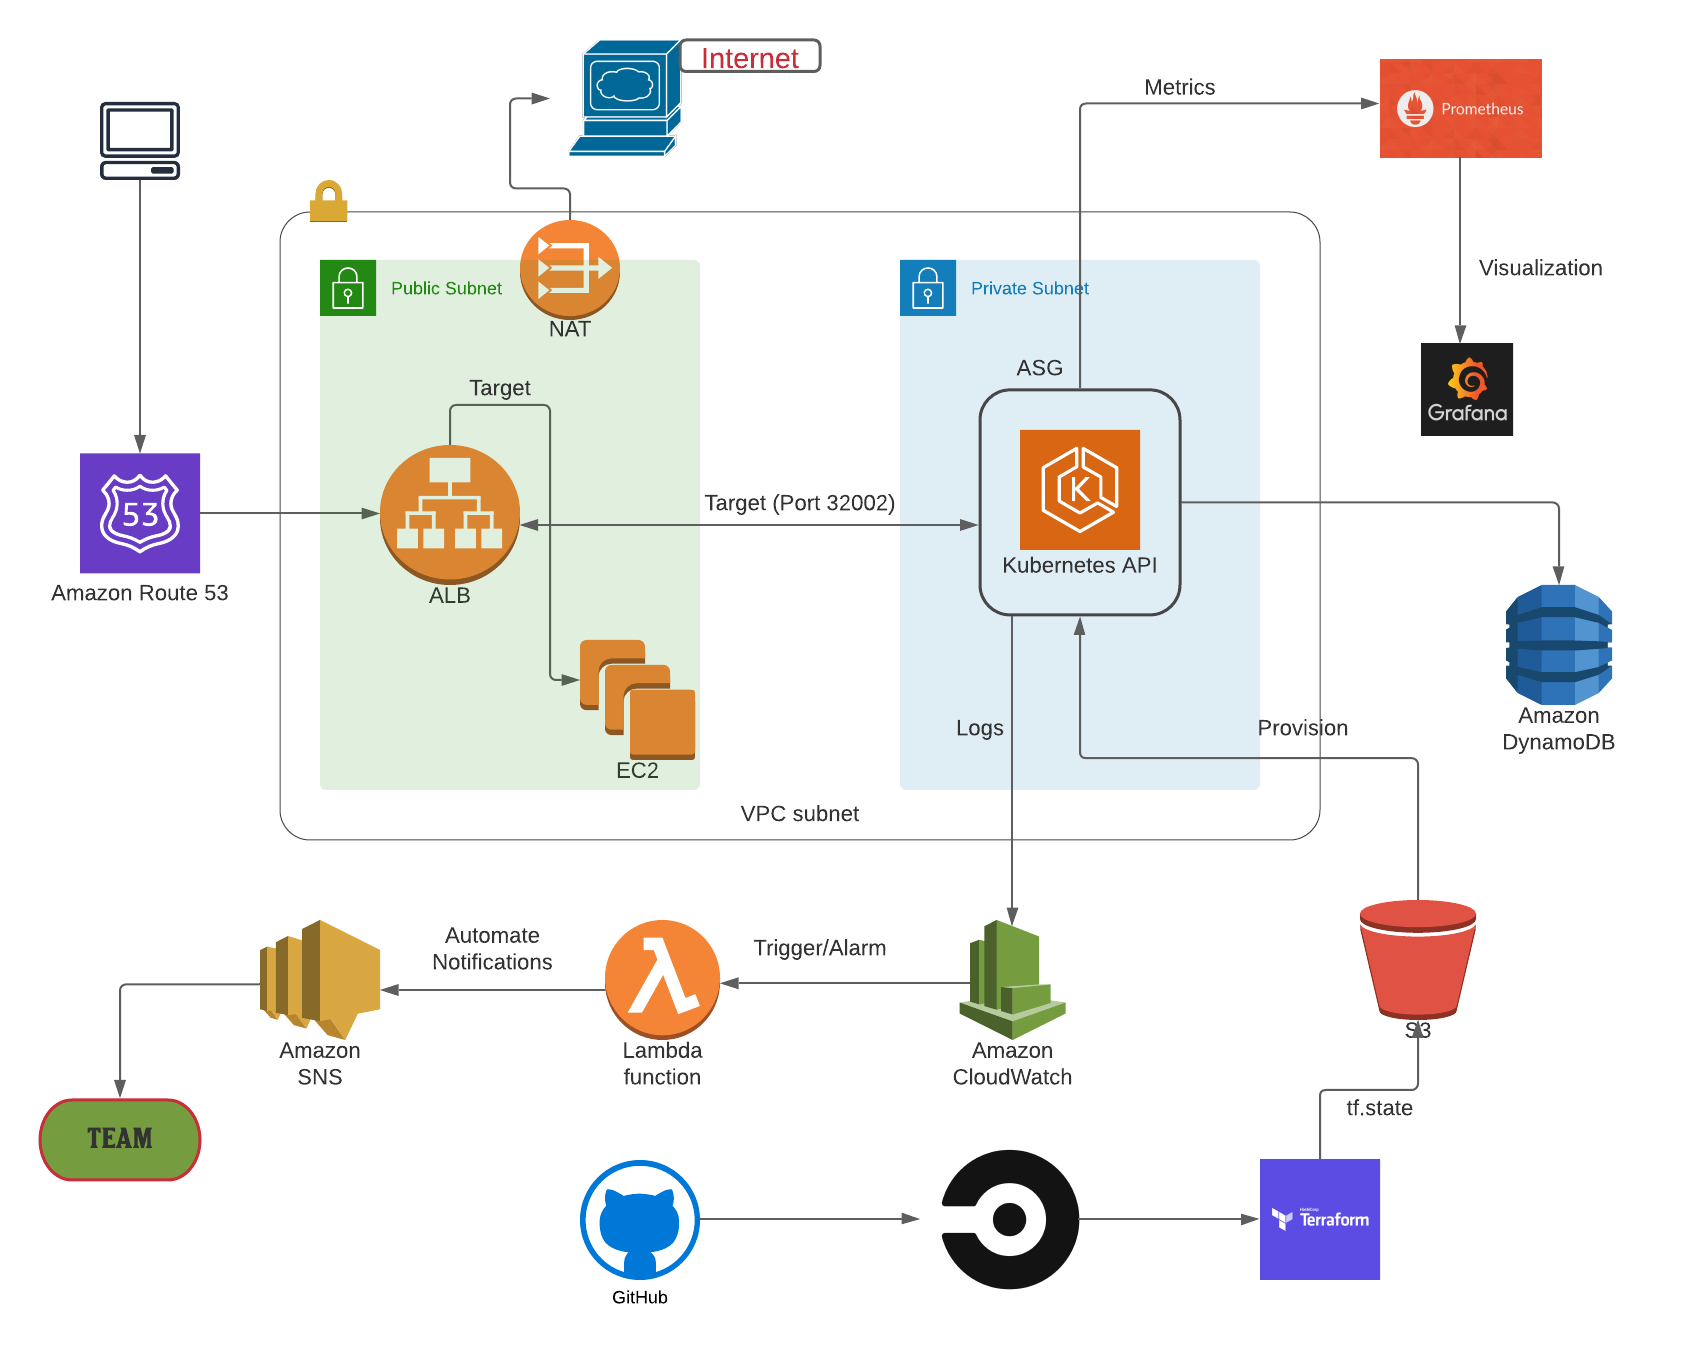 Internet
Metrics
Prometheus
Visualization
Grafana
Public Subnet
NAT
Private Subnet
ASG
Target
53
Amazon Route 53
ALB
Target (Port 32002)
K
Kubernetes API
EC2
Logs
Provision
Amazon
DynamoDB
VPC subnet
Automate
Notifications
Trigger/Alarm
Amazon
SNS
Lambda
function
Amazon
CloudWatch
S3
tf.state
TEAM
HashiCorp
Terraform
GitHub